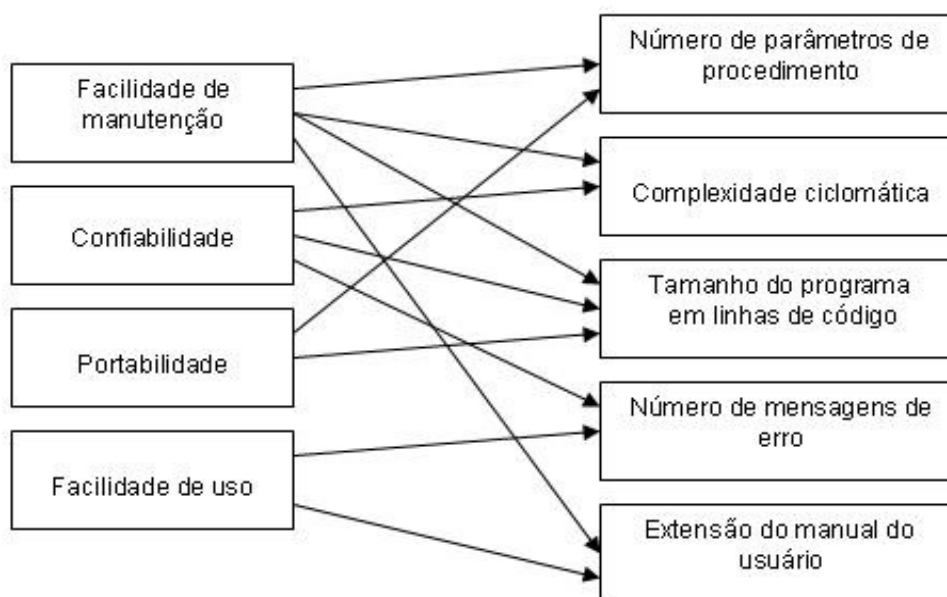 Facilidade de
manutenção
Confiabilidade
Portabilidade
Facilidade de uso
Número de parâmetros de
procedimento
Complexidade ciclomática
Tamanho do programa
em linhas de código
Número de mensagens de
erro
Extensão do manual do
usuário